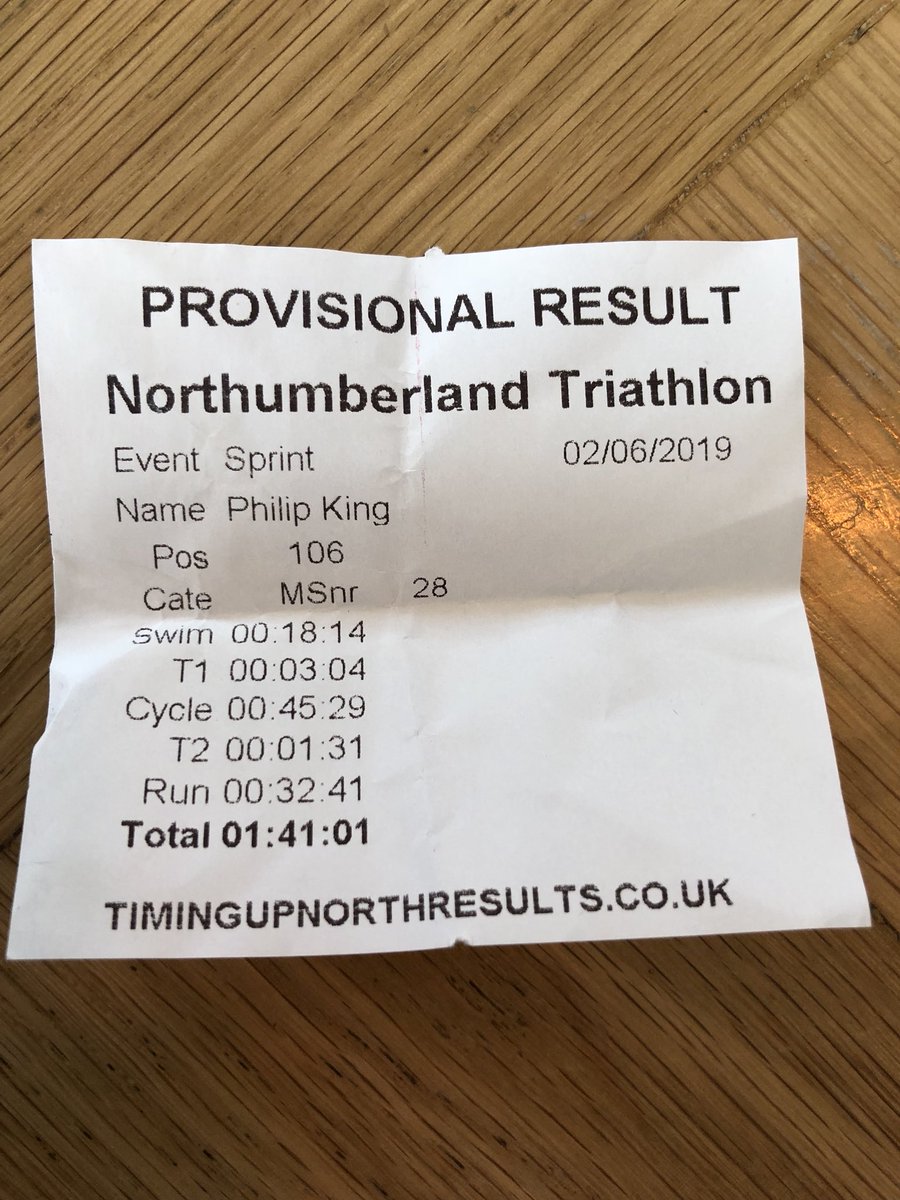 PROVISIONAL RESULT
Northumberland Triathlon
Event Sprint 02/06/2019
Name Philip King
Pos 106
Cate MSnr 28
Swim 00:18:14
T1 00:03:04
Cycle 00:45:29
T2 00:01:31
Run 00:32:41
Total 01:41:01
TIMINGUPNORTHRESULTS.CO.UK